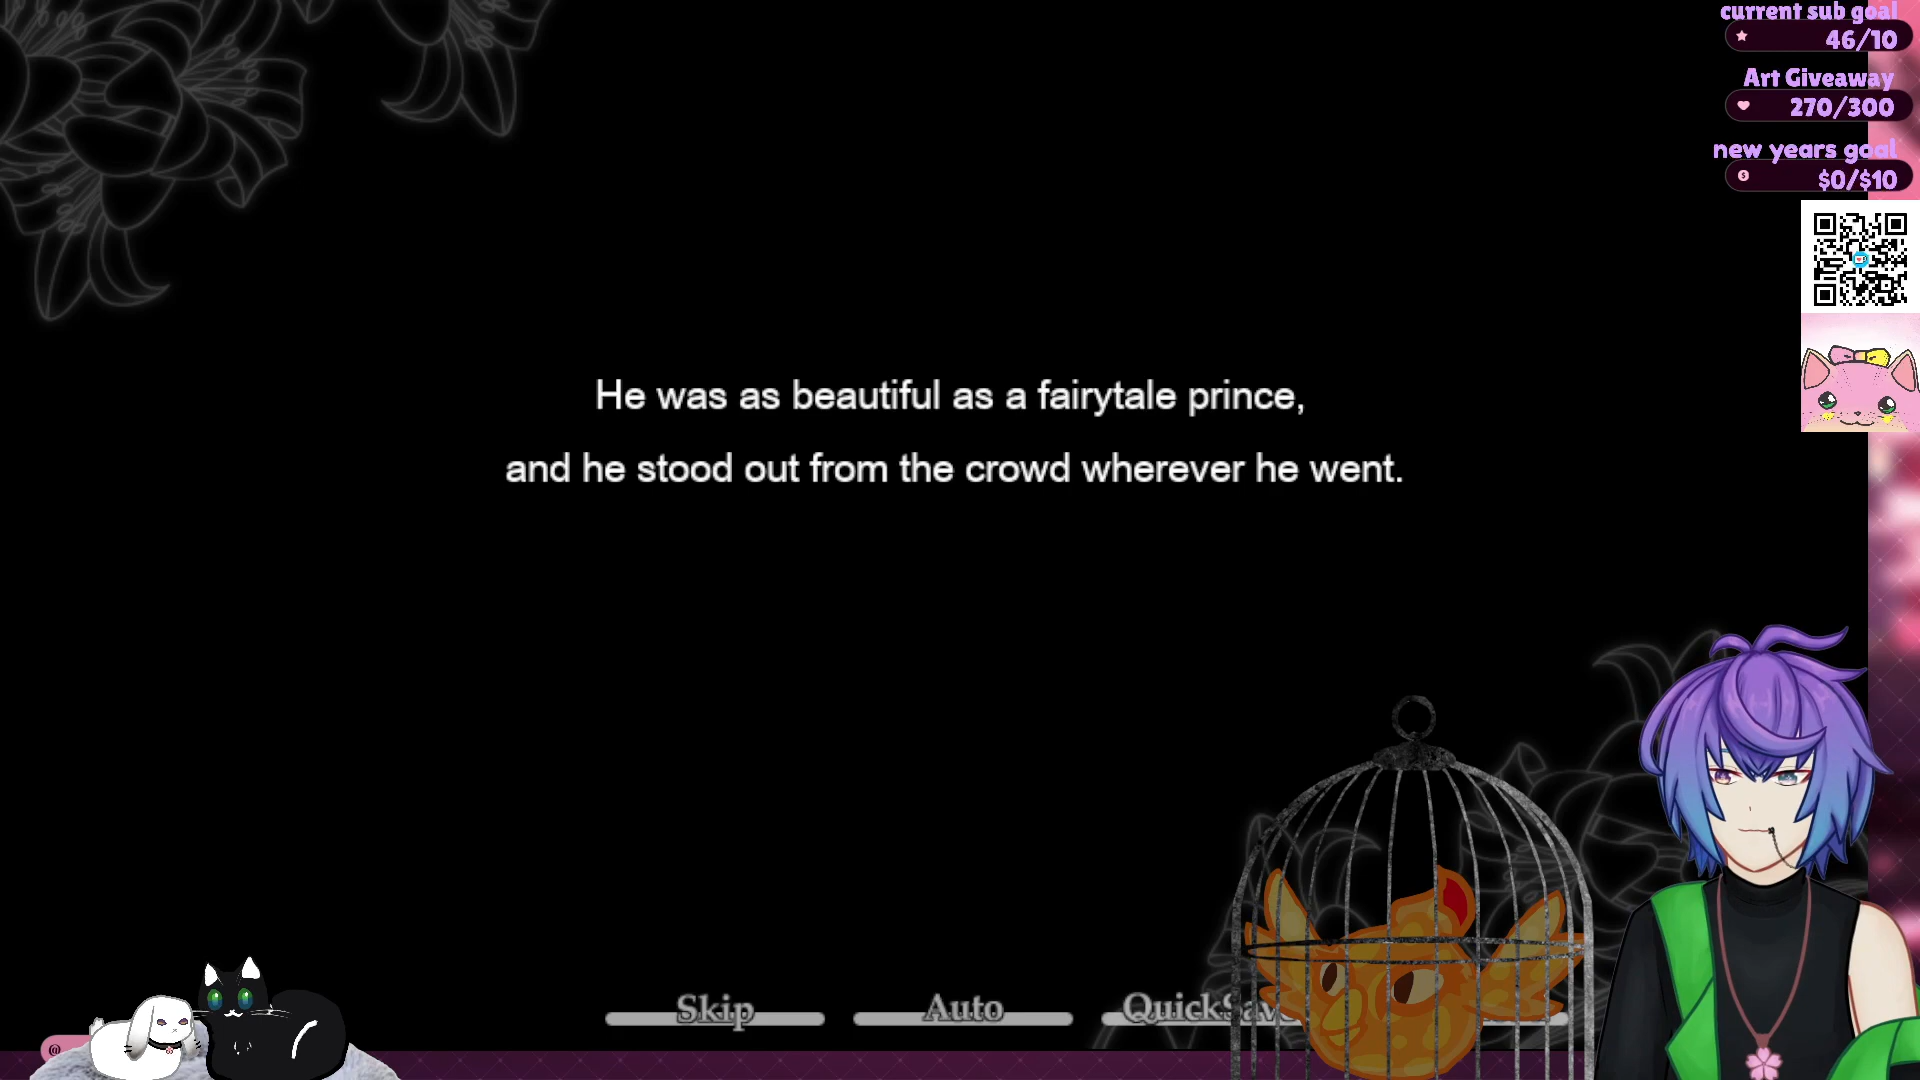 current sub goal
46/10
Art Giveaway
270/300
new years goal
$0/$10
He was as beautiful as a fairytale prince,
and he stood out from the crowd wherever he went.
Skip
Auto
QuickSave
@